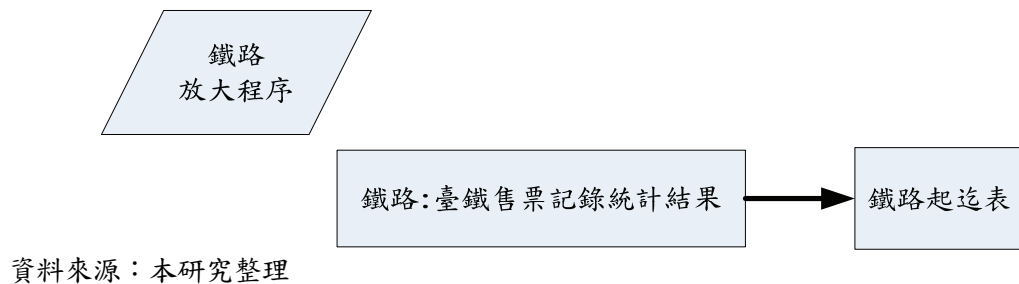 鐵路
放大程序
鐵路:臺鐵售票記錄統計結果
鐵路起迄表
資料來源：本研究整理